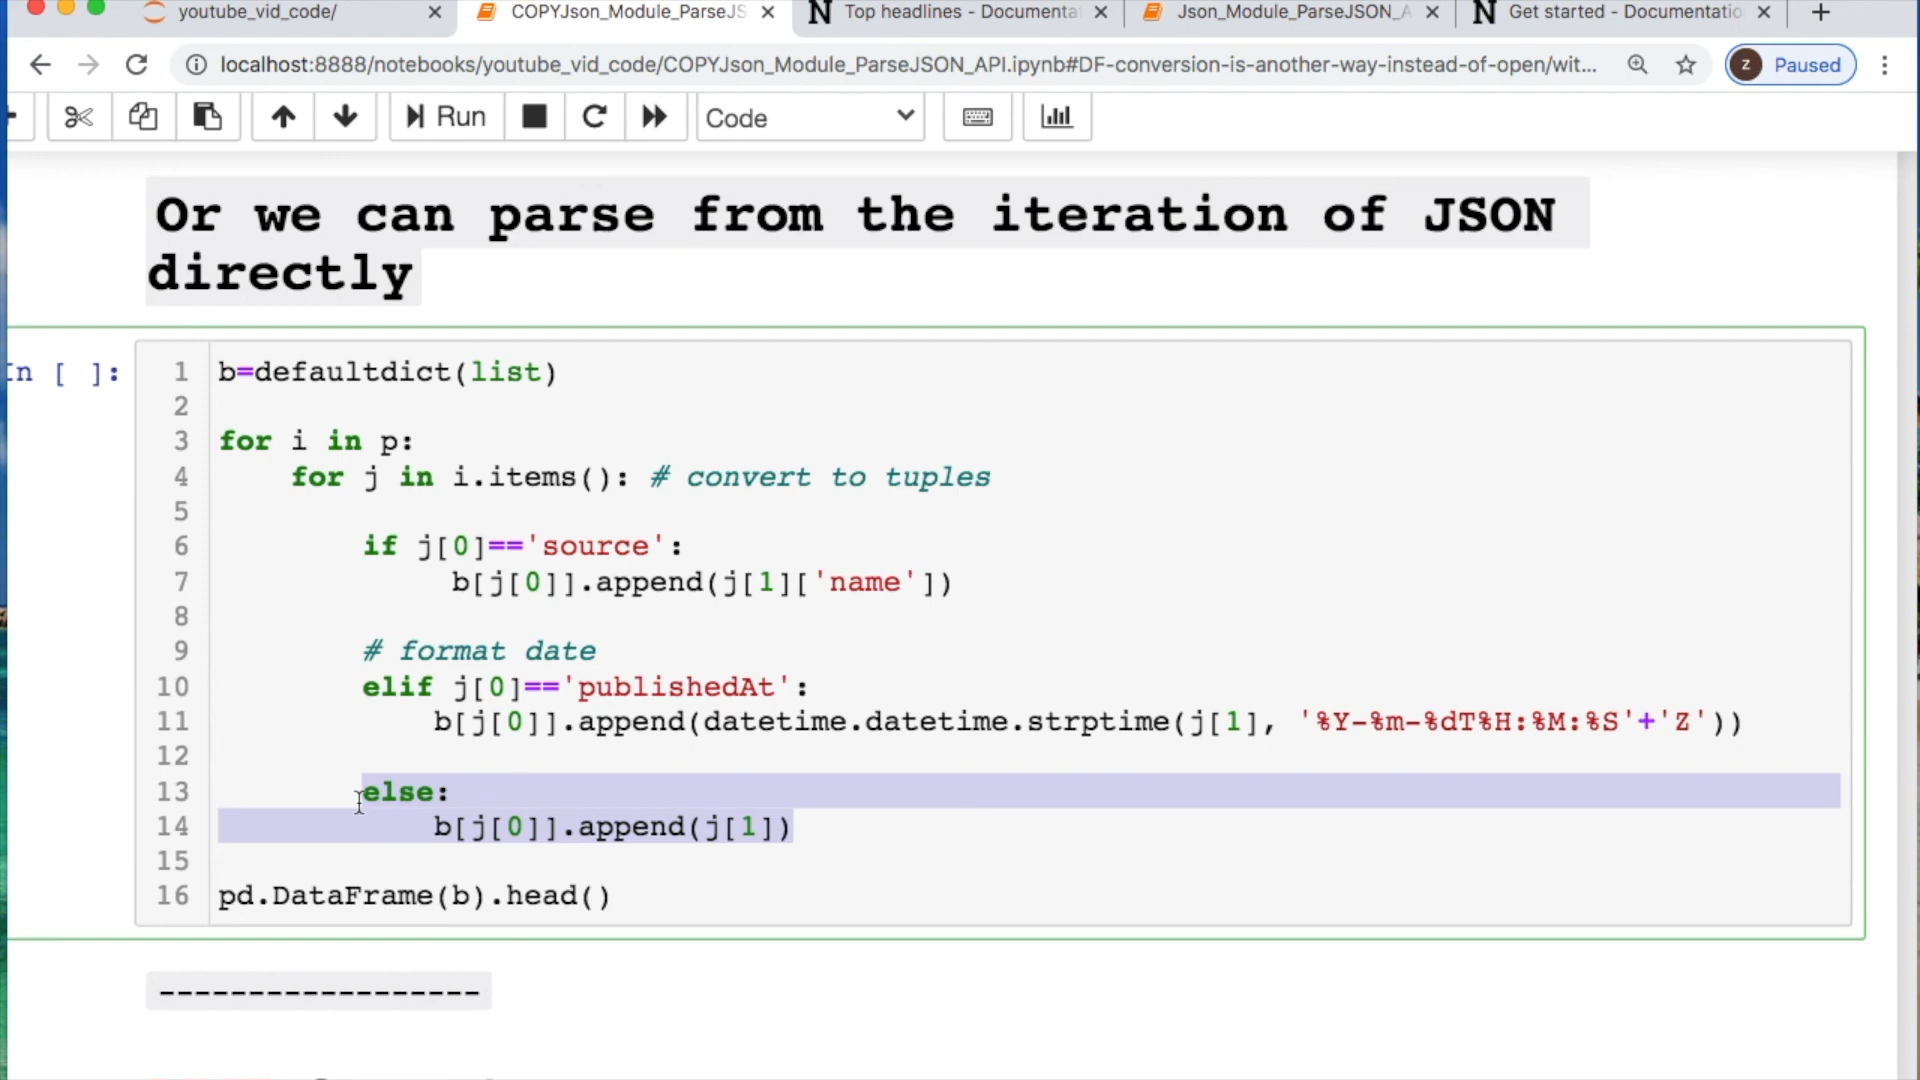 youtube_vid_code/ COPYJson_Module_ParseJS Top headlines - Documenta Json_Module_ParseJSON_A Get started - Documentatio
localhost:8888/notebooks/youtube_vid_code/COPYJson_Module_ParseJSON_API.ipynb#DF-conversion-is-another-way-instead-of-open/wit... z Paused
Run Code
Or we can parse from the iteration of JSON
directly
In [ ]:
1 b=defaultdict(list)
2
3 for i in p:
4 for j in i.items(): # convert to tuples
5
6 if j[0]=='source':
7 b[j[0]].append(j[1]['name'])
8
9 # format date
10 elif j[0]=='publishedAt':
11 b[j[0]].append(datetime.datetime.strptime(j[1], '%Y-%m-%dT%H:%M:%S'+'Z'))
12
13 else:
14 b[j[0]].append(j[1])
15
16 pd.DataFrame(b).head()
------------------